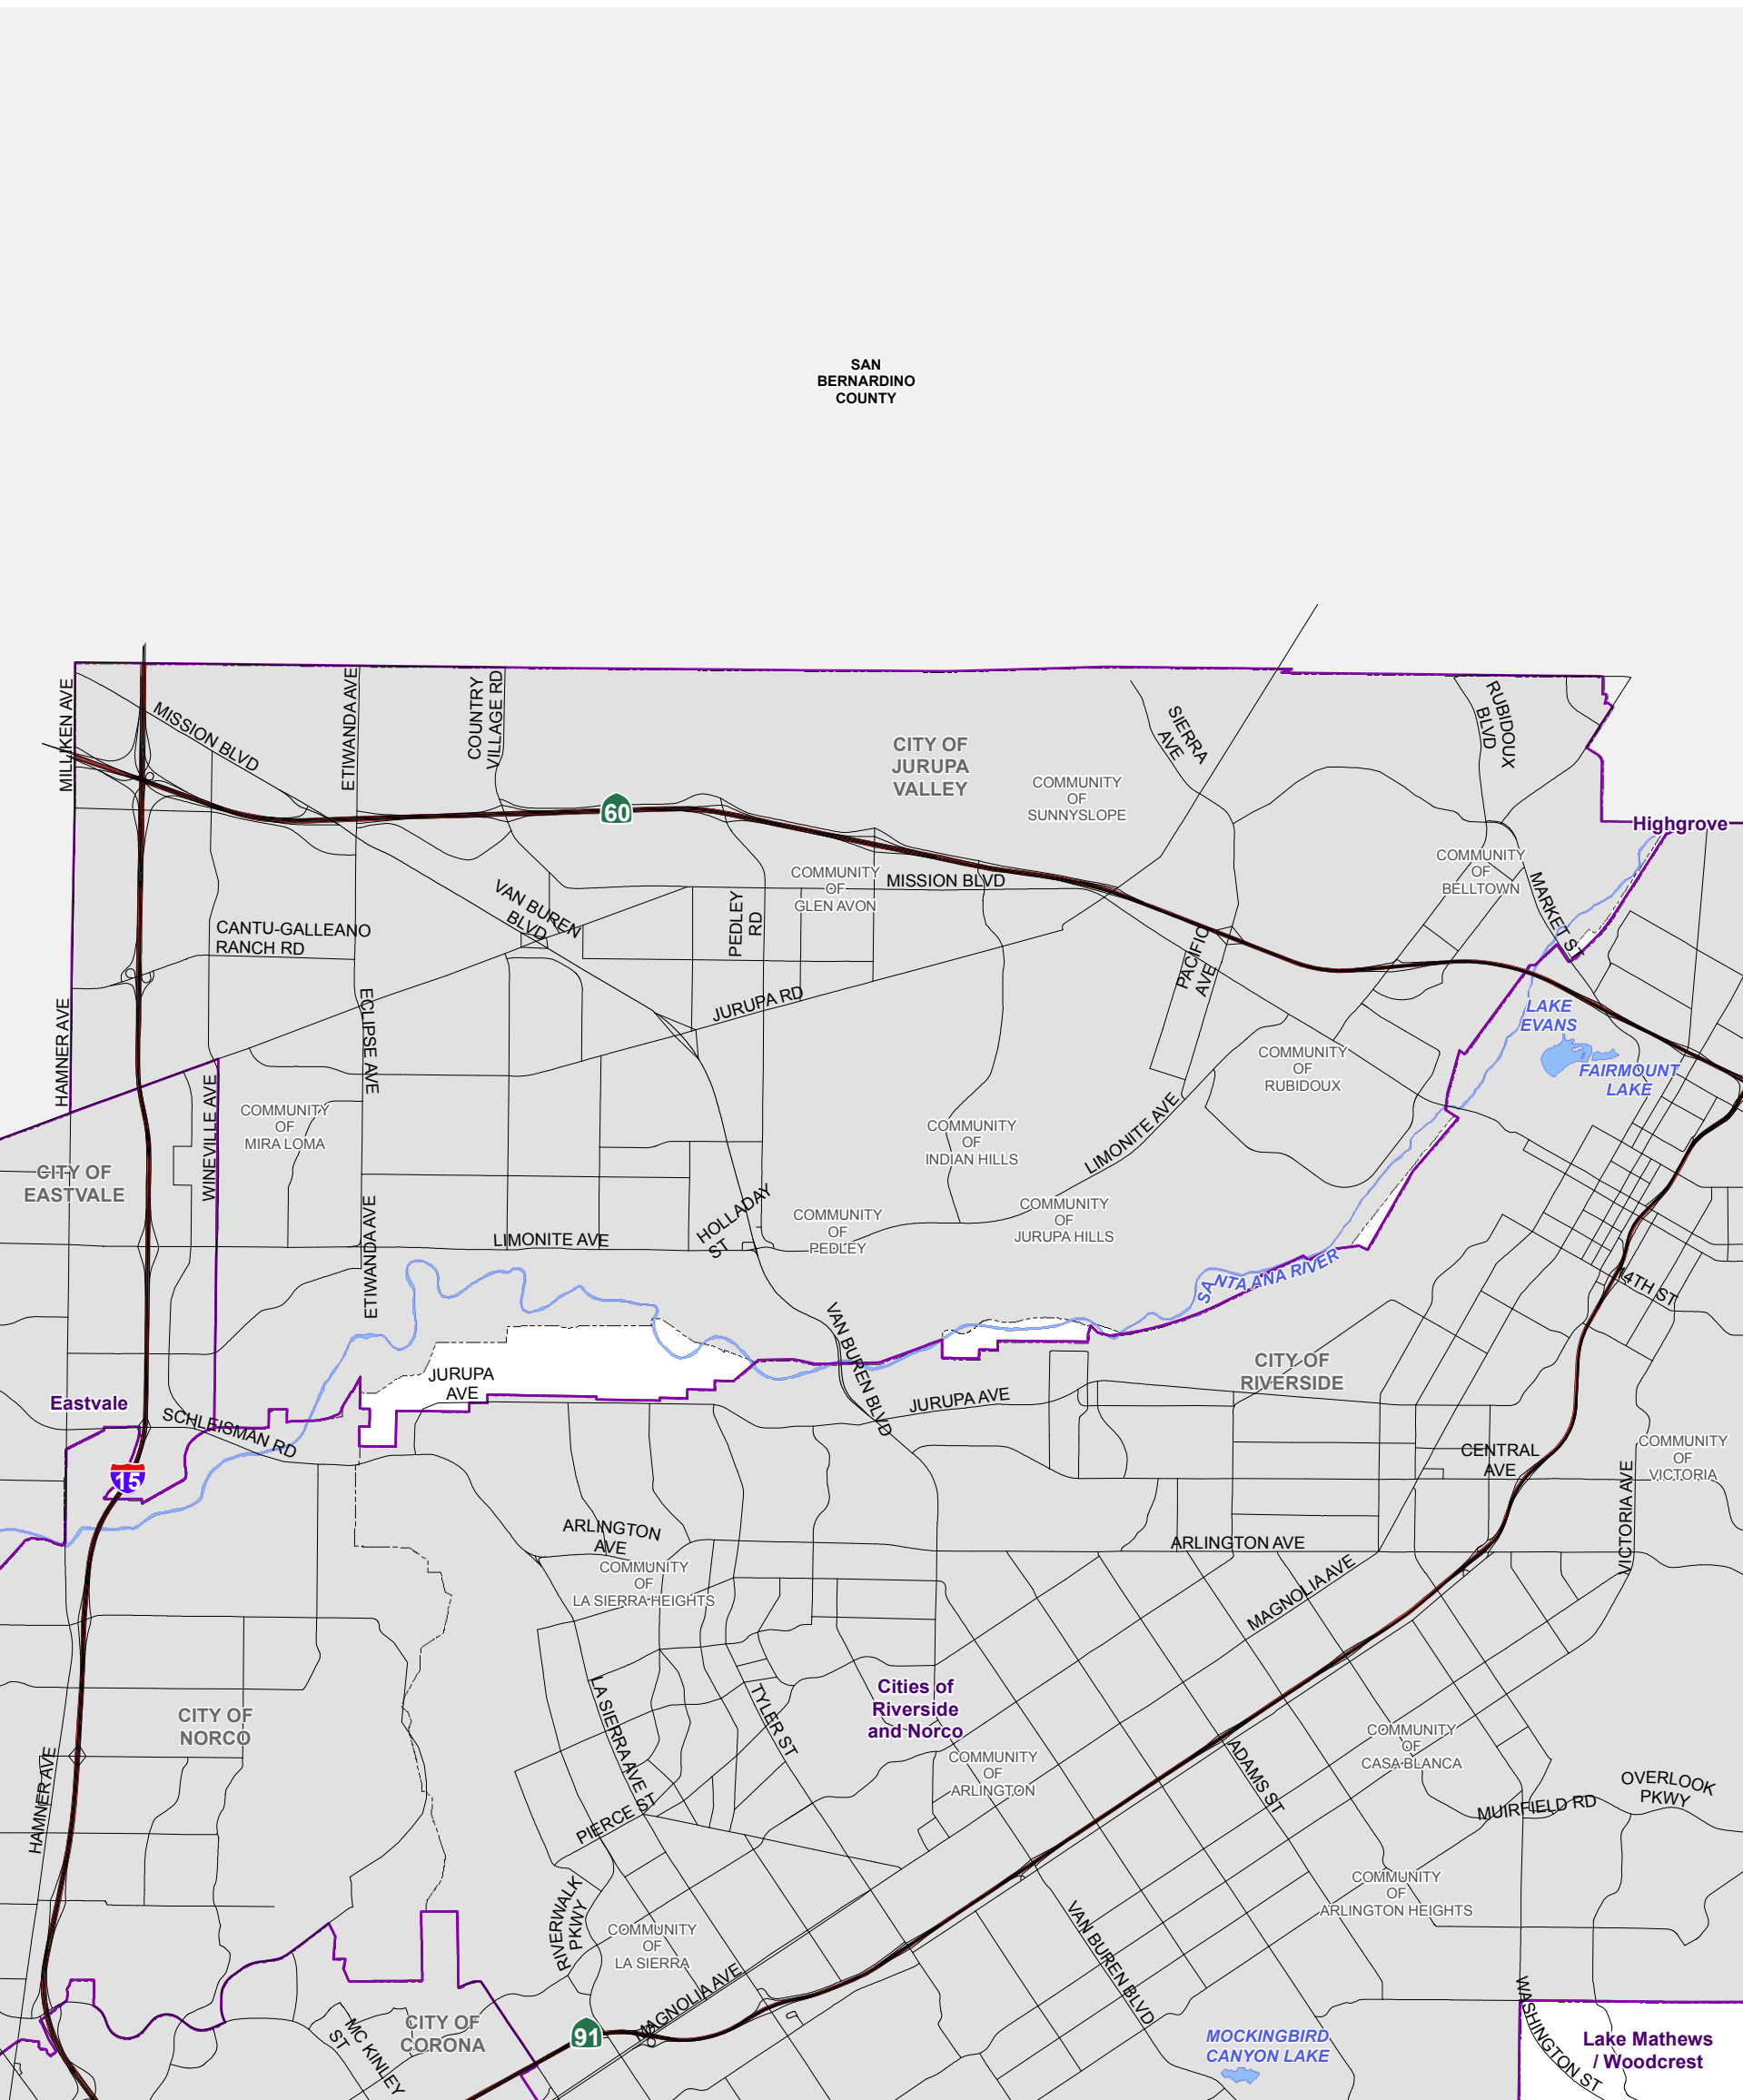 SAN
BERNARDINO
COUNTY
MILLIKEN AVE
MISSION BLVD
ETIWANDA AVE
COUNTRY
VILLAGE RD
CITY OF
JURUPA
VALLEY
SIERRA
AVE
RUBIDOUX
BLVD
COMMUNITY
OF
SUNNYSLOPE
60
Highgrove
COMMUNITY
OF
BELLTOWN
COMMUNITY
OF
GLEN AVON
MISSION BLVD
MARKET ST
VAN BUREN
BLVD
PEDLEY
RD
CANTU-GALLEANO
RANCH RD
PACIFIC
AVE
JURUPA RD
HAMNER AVE
ECLIPSE AVE
LAKE
EVANS
FAIRMOUNT
LAKE
COMMUNITY
OF
RUBIDOUX
WINEVILLE AVE
COMMUNITY
OF
MIRA LOMA
COMMUNITY
OF
INDIAN HILLS
LIMONITE AVE
CITY OF
EASTVALE
HOLLADAY
ST
COMMUNITY
OF
PEDLEY
COMMUNITY
OF
JURUPA HILLS
ETIWANDA AVE
LIMONITE AVE
SANTA ANA RIVER
14TH ST
VAN BUREN BLVD
CITY OF
RIVERSIDE
JURUPA
AVE
JURUPA AVE
Eastvale
SCHLEISMAN RD
CENTRAL
AVE
COMMUNITY
OF
VICTORIA
15
VICTORIA AVE
ARLINGTON
AVE
ARLINGTON AVE
COMMUNITY
OF
LA SIERRA HEIGHTS
MAGNOLIA AVE
LA SIERRA AVE
TYLER ST
Cities of
Riverside
and Norco
CITY OF
NORCO
COMMUNITY
OF
CASA BLANCA
COMMUNITY
OF
ARLINGTON
ADAMS ST
HAMNER AVE
OVERLOOK
PKWY
MUIRFIELD RD
PIERCE ST
COMMUNITY
OF
ARLINGTON HEIGHTS
RIVERWALK
PKWY
COMMUNITY
OF
LA SIERRA
VAN BUREN BLVD
MAGNOLIA AVE
CITY OF
CORONA
MC KINLEY
ST
91
MOCKINGBIRD
CANYON LAKE
WASHINGTON ST
Lake Mathews
/ Woodcrest